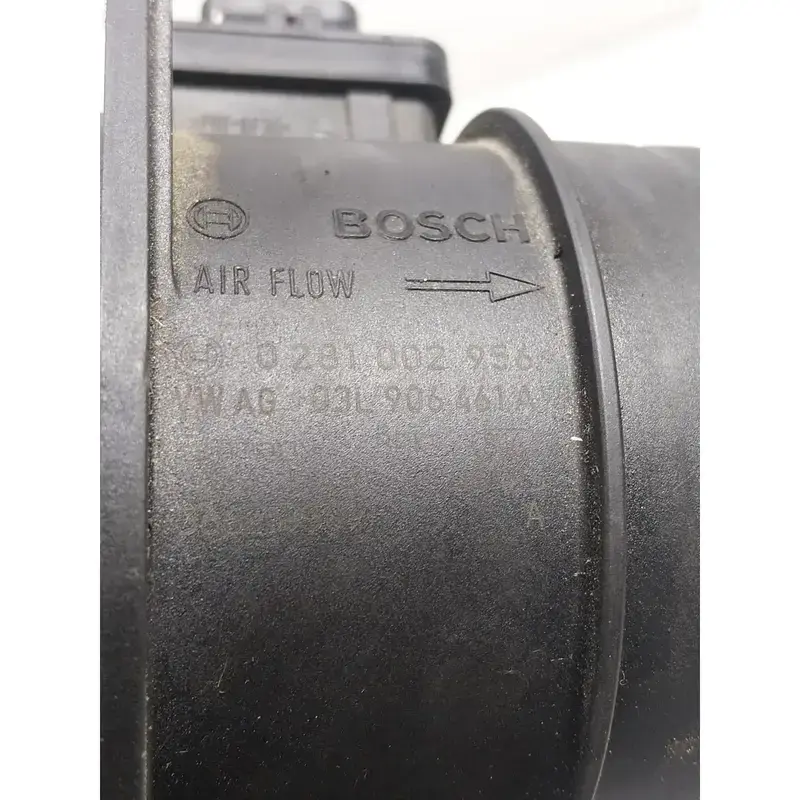 BOSCH
AIR FLOW
0 281 002 956
VW AG 03L 906 461 A
A